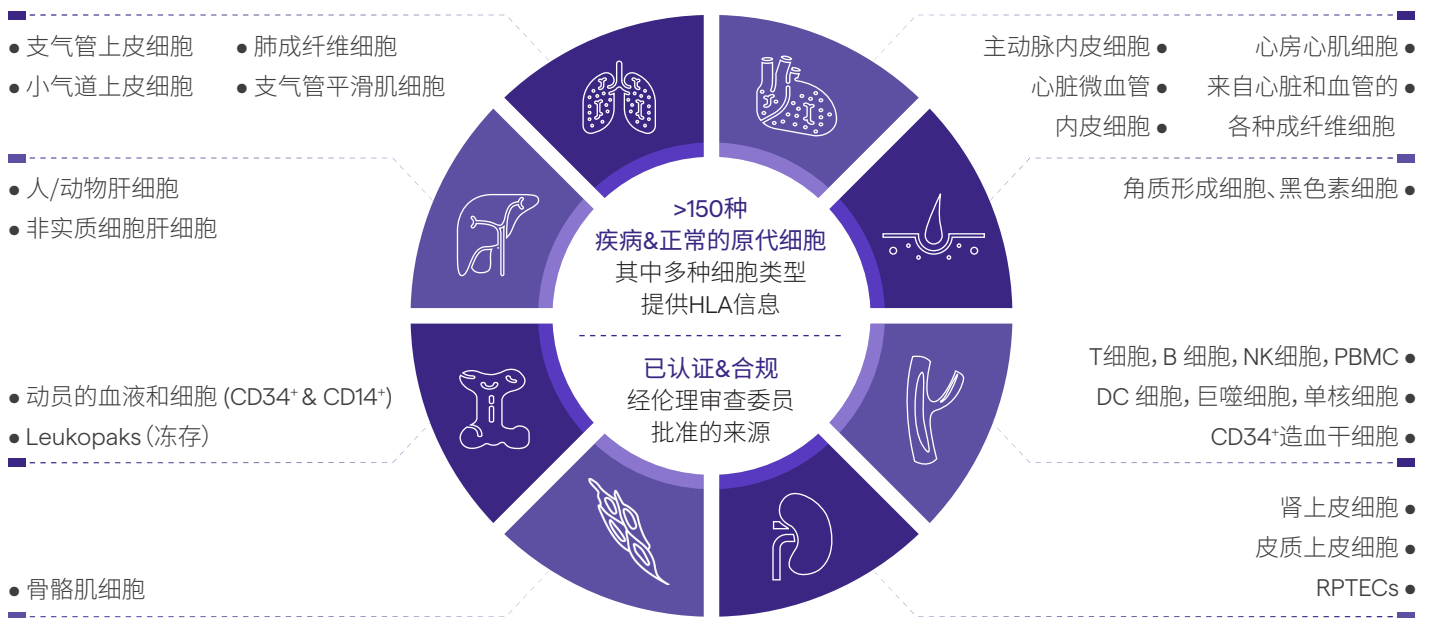 ● 支气管上皮细胞 ● 肺成纤维细胞
● 小气道上皮细胞 ● 支气管平滑肌细胞
主动脉内皮细胞 ● 心房心肌细胞 ●
心脏微血管 ● 来自心脏和血管的 ●
内皮细胞 ● 各种成纤维细胞
● 人/动物肝细胞
● 非实质细胞肝细胞
角质形成细胞、黑色素细胞 ●
>150种
疾病&正常的原代细胞
其中多种细胞类型
提供HLA信息
已认证&合规
经伦理审查委员
批准的来源
● 动员的血液和细胞 (CD34⁺ & CD14⁺)
● Leukopaks（冻存）
T细胞，B 细胞，NK细胞，PBMC ●
DC 细胞，巨噬细胞，单核细胞 ●
CD34⁺造血干细胞 ●
● 骨骼肌细胞
肾上皮细胞 ●
皮质上皮细胞 ●
RPTECs ●